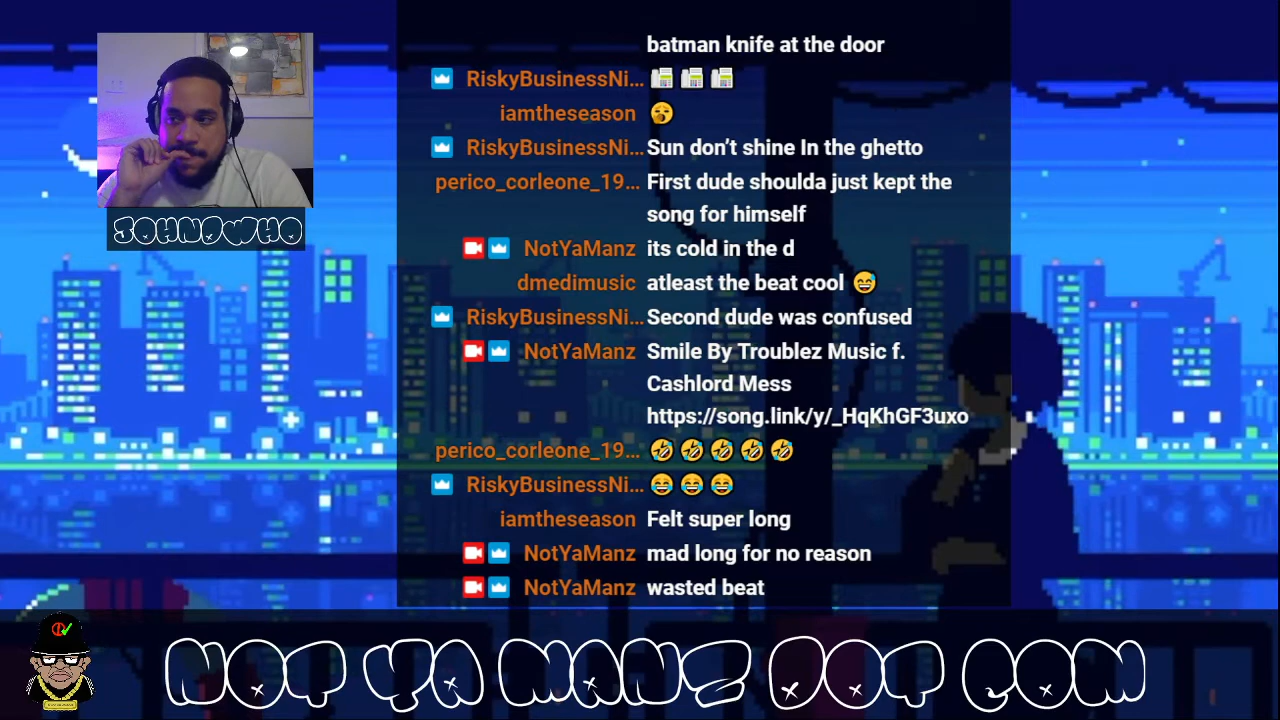 batman knife at the door
RiskyBusinessNi... 📠 📠 📠
iamtheseason 🥱
RiskyBusinessNi... Sun don’t shine In the ghetto
perico_corleone_19... First dude shoulda just kept the
song for himself
NotYaManz its cold in the d
dmedimusic atleast the beat cool 😅
RiskyBusinessNi... Second dude was confused
NotYaManz Smile By Troublez Music f.
Cashlord Mess
https://song.link/y/_HqKhGF3uxo
perico_corleone_19... 🤣 🤣 🤣 🤣 🤣
RiskyBusinessNi... 😂 😂 😂
iamtheseason Felt super long
NotYaManz mad long for no reason
NotYaManz wasted beat
JOHNDWHO
NOT YA MANZ DOT COM